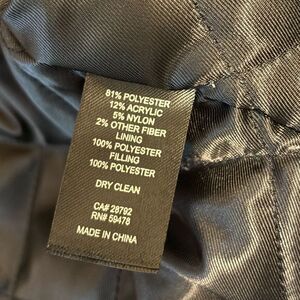 81% POLYESTER
12% ACRYLIC
5% NYLON
2% OTHER FIBER
LINING
100% POLYESTER
FILLING
100% POLYESTER
DRY CLEAN
CA# 28792
RN# 59478
MADE IN CHINA